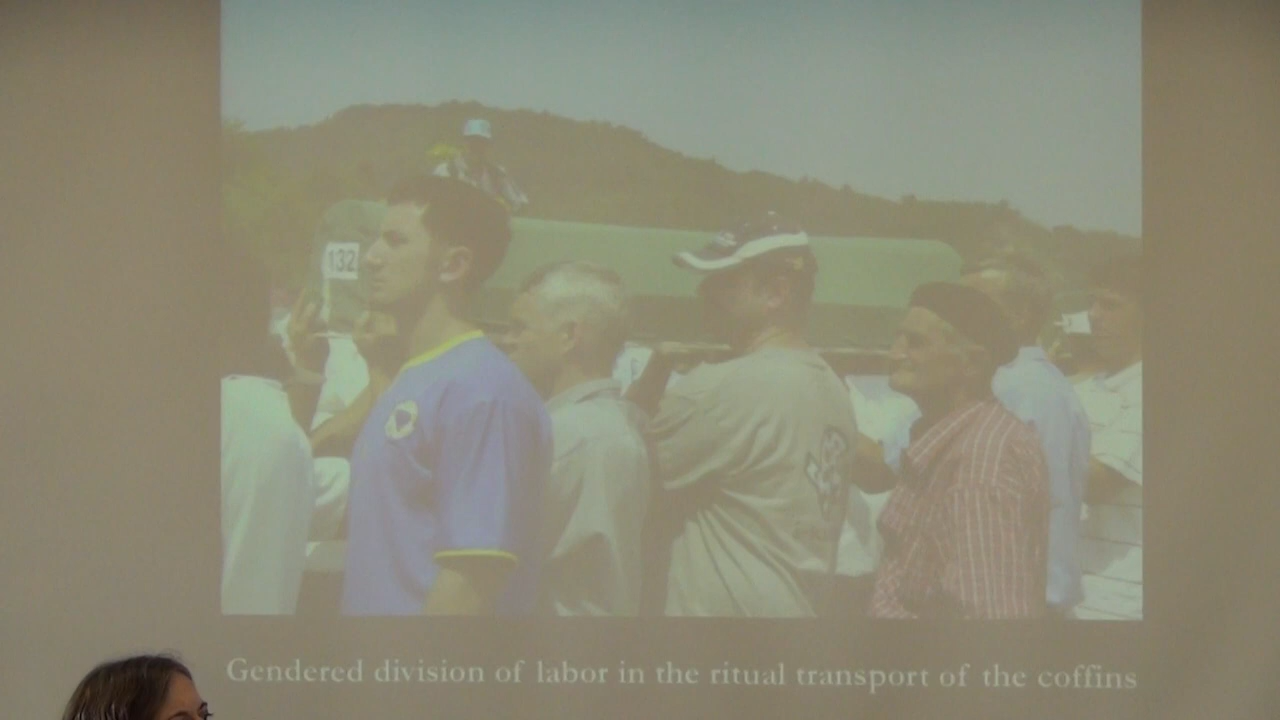 132
Gendered division of labor in the ritual transport of the coffins